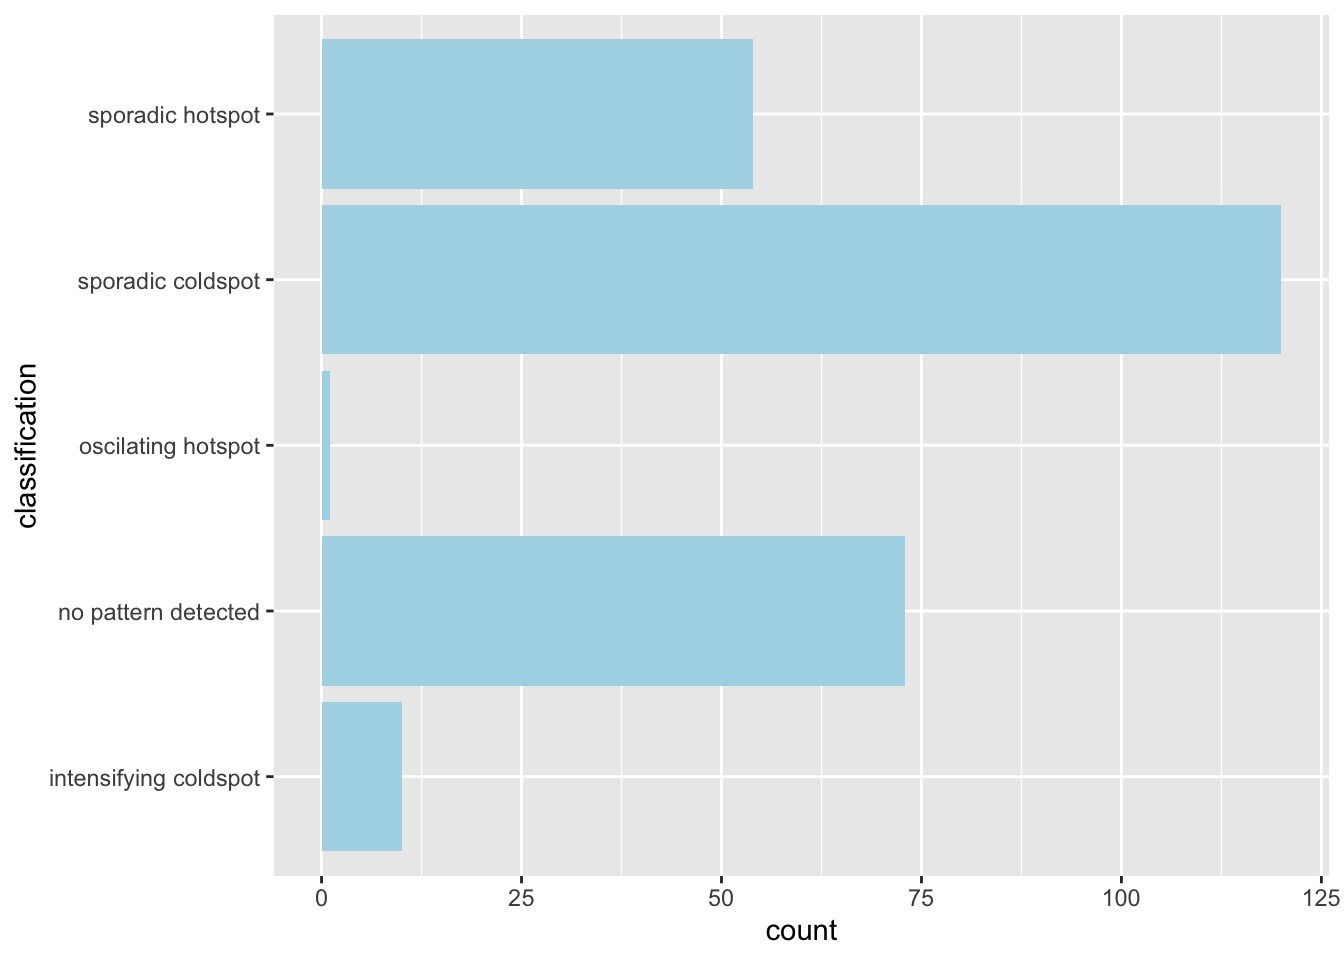 sporadic hotspot
sporadic coldspot
oscilating hotspot
no pattern detected
intensifying coldspot
classification
0 25 50 75 100 125
count